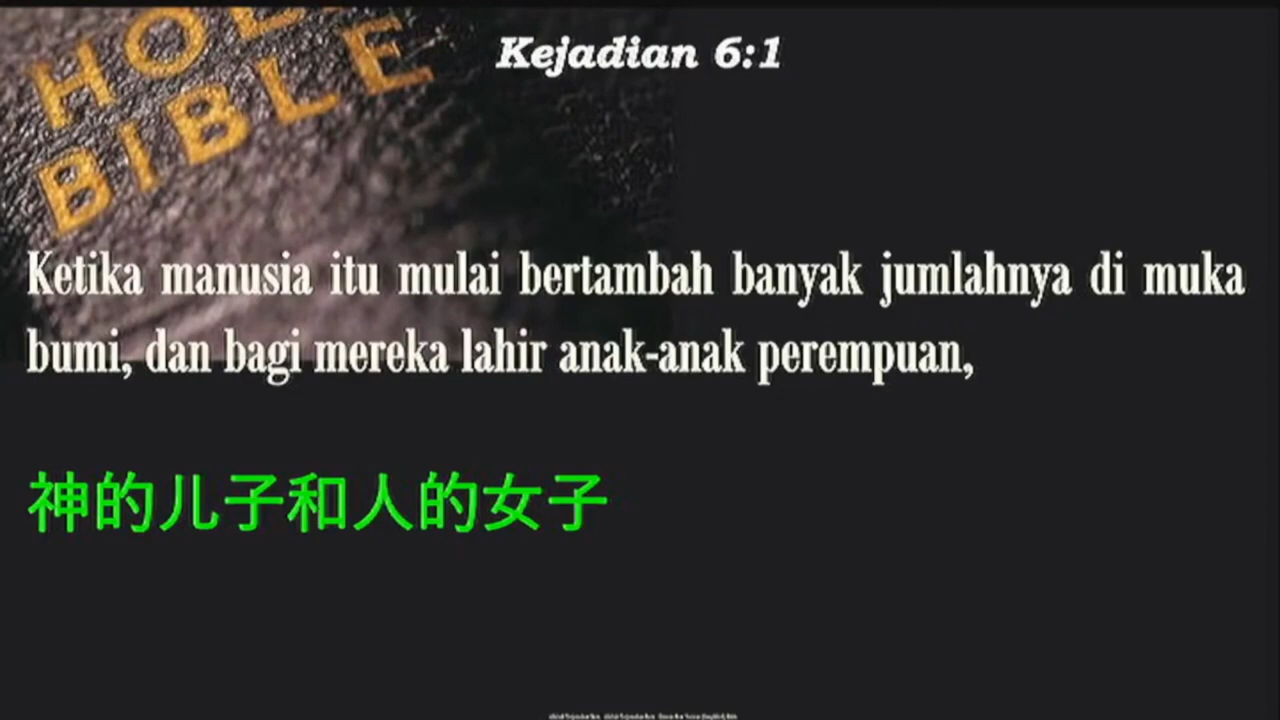 HOL
BIBLE
Kejadian 6:1
Ketika manusia itu mulai bertambah banyak jumlahnya di muka
bumi, dan bagi mereka lahir anak-anak perempuan,
神的儿子和人的女子